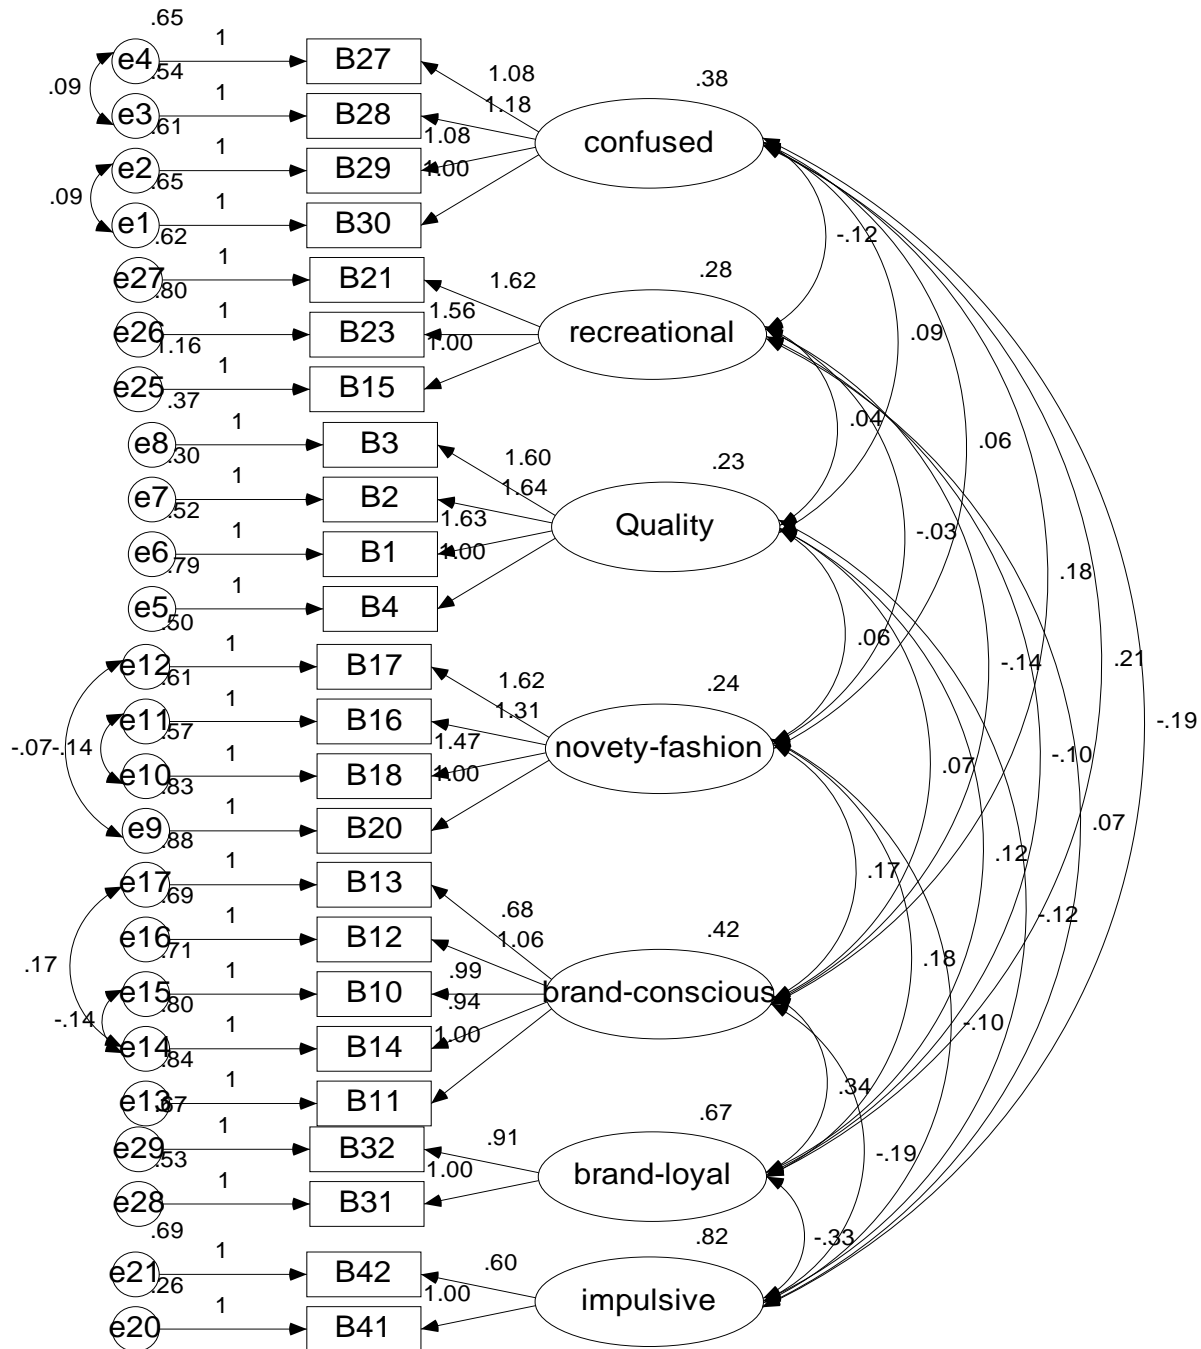 .65
e4 1 B27 1.08 .38
.54
.09 e3 1 B28 1.18 confused
.61
e2 1 B29 1.08
.65
.09 e1 1 B30 1.00
.62
-.12
e27 1 B21 1.62 .28
.80
e26 1 B23 1.56 recreational .09
1.16
e25 1 B15 1.00
.37
.04 .06
e8 1 B3 1.60 .23
.30
e7 1 B2 1.64
.52
e6 1 B1 1.63 Quality -.03
.79
e5 1 B4 1.00 .18
.50
.06 -.14 .21
e12 1 B17 1.62 .24
.61
e11 1 B16 1.31 -.19
.57
-.07 -.14 novety-fashion .07 -.10
e10 1 B18 1.47
.83
e9 1 B20 1.00 .07
.88
.17 .12
e17 1 B13 .68 .42 -.12
.69
e16 1 B12 1.06
.71
.17 .18
e15 1 B10 .99 brand-conscious
.80
-.14 -.10
e14 1 B14 .94
.84
e13 1 B11 1.00 .34
.67
e29 1 B32 .91 .67 -.19
.53
e28 1 B31 1.00 brand-loyal
.69
-.33
e21 1 B42 .60 .82
.26
e20 1 B41 1.00 impulsive